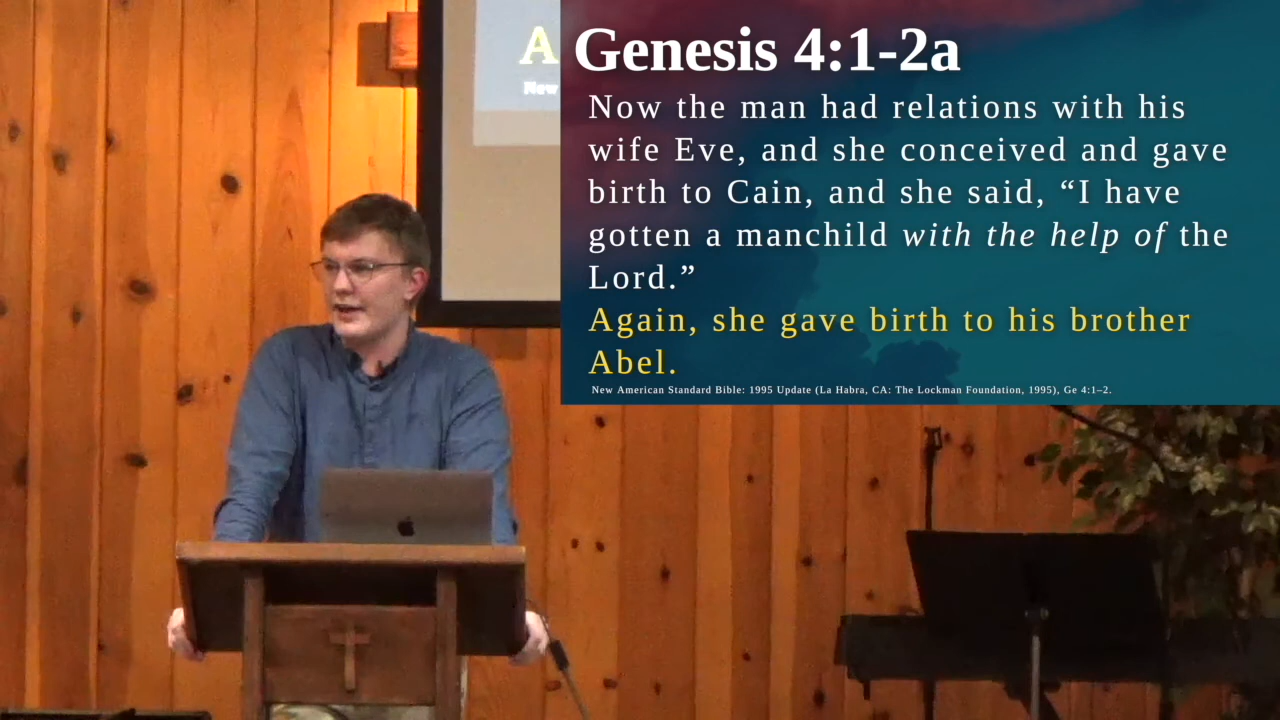 A
New
Genesis 4:1-2a
Now the man had relations with his
wife Eve, and she conceived and gave
birth to Cain, and she said, “I have
gotten a manchild with the help of the
Lord.”
Again, she gave birth to his brother
Abel.
New American Standard Bible: 1995 Update (La Habra, CA: The Lockman Foundation, 1995), Ge 4:1–2.